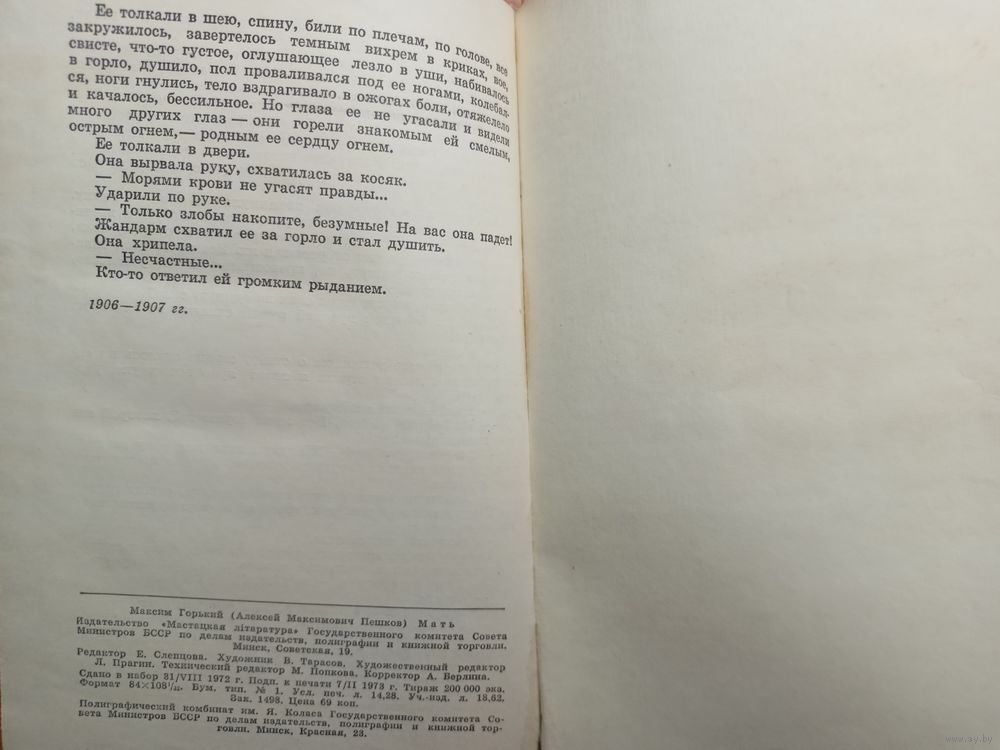 Ее толкали в шею, спину, били по плечам, по голове, все
закружилось, завертелось темным вихрем в криках, вое,
свисте, что-то густое, оглушающее лезло в уши, набивалось
в горло, душило, пол проваливался под ее ногами, колебал-
ся, ноги гнулись, тело вздрагивало в ожогах боли, отяжелело
и качалось, бессильное. Но глаза ее не угасали и видели
много других глаз — они горели знакомым ей смелым,
острым огнем,— родным ее сердцу огнем.
Ее толкали в двери.
Она вырвала руку, схватилась за косяк.
— Морями крови не угасят правды...
Ударили по руке.
— Только злобы накопите, безумные! На вас она падет!
Жандарм схватил ее за горло и стал душить.
Она хрипела.
— Несчастные...
Кто-то ответил ей громким рыданием.
1906—1907 гг.
Максим Горький (Алексей Максимович Пешков) Мать
Издательство «Мастацкая літаратура» Государственного комитета Совета
Министров БССР по делам издательств, полиграфии и книжной торговли.
Минск, Советская, 19.
Редактор Е. Слепцова. Художник В. Тарасов. Художественный редактор
Л. Прагин. Технический редактор М. Попкова. Корректор А. Берлина.
Сдано в набор 31/VIII 1972 г. Подп. к печати 7/II 1973 г. Тираж 200 000 экз.
Формат 84×108¹/₃₂. Бум. тип. № 1. Усл. печ. л. 14,28. Уч.-изд. л. 18,62.
Зак. 1498. Цена 69 коп.
Полиграфический комбинат им. Я. Коласа Государственного комитета Со-
вета Министров БССР по делам издательств, полиграфии и книжной тор-
говли. Минск, Красная, 23.
www.ay.by